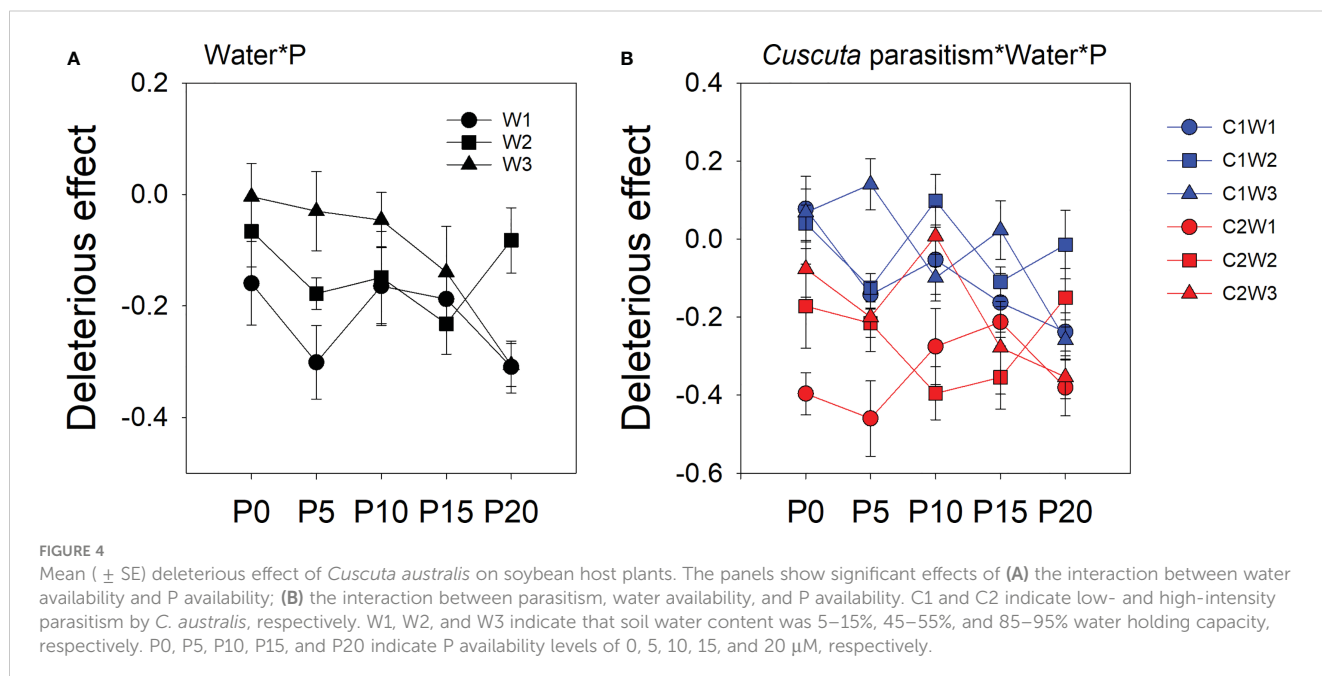 A
Water*P
Deleterious effect
0.2
0.0
-0.2
-0.4
W1
W2
W3
P0 P5 P10 P15 P20
B
Cuscuta parasitism*Water*P
Deleterious effect
0.4
0.2
0.0
-0.2
-0.4
-0.6
P0 P5 P10 P15 P20
C1W1
C1W2
C1W3
C2W1
C2W2
C2W3
FIGURE 4
Mean ( ± SE) deleterious effect of Cuscuta australis on soybean host plants. The panels show significant effects of (A) the interaction between water
availability and P availability; (B) the interaction between parasitism, water availability, and P availability. C1 and C2 indicate low- and high-intensity
parasitism by C. australis, respectively. W1, W2, and W3 indicate that soil water content was 5–15%, 45–55%, and 85–95% water holding capacity,
respectively. P0, P5, P10, P15, and P20 indicate P availability levels of 0, 5, 10, 15, and 20 μM, respectively.